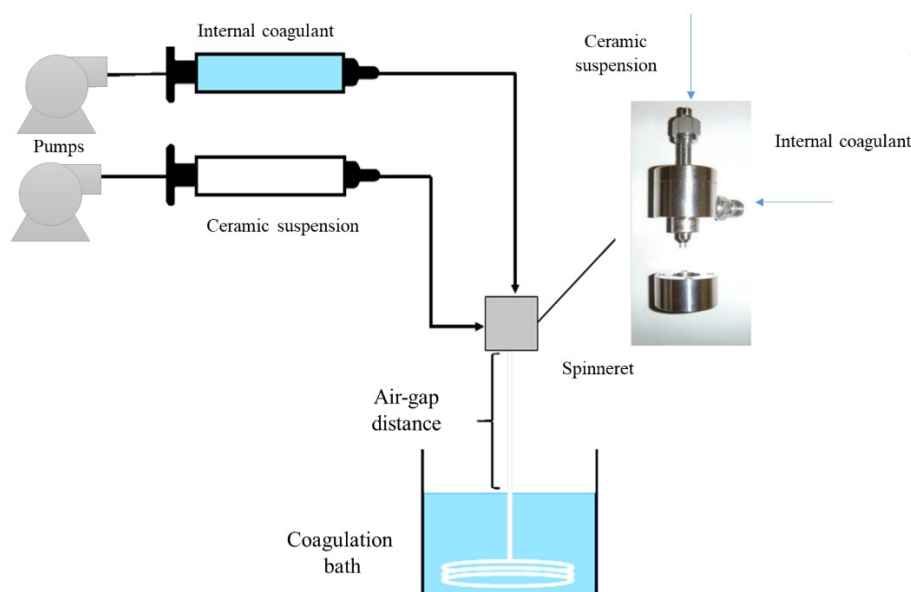 Internal coagulant
Pumps
Ceramic suspension
Ceramic
suspension
Internal coagulant
Spinneret
Air-gap
distance
Coagulation
bath